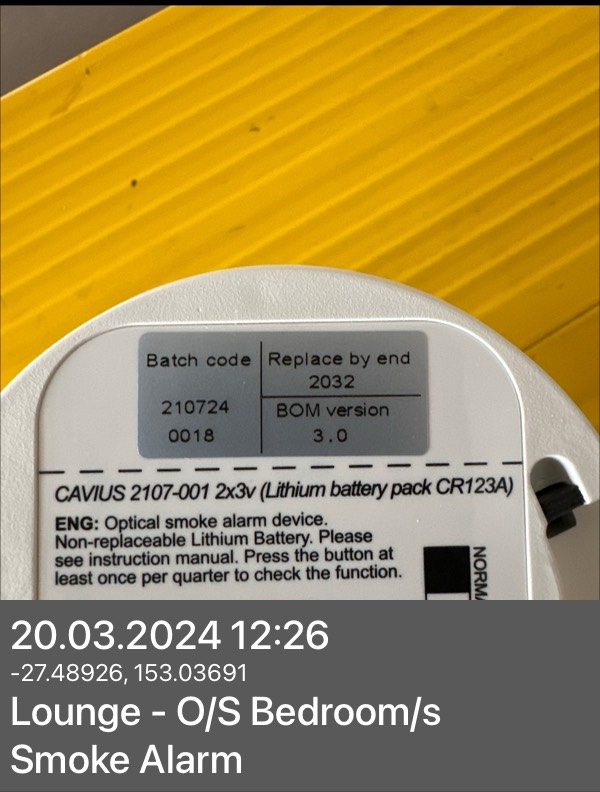 Batch code
210724
0018
Replace by end
2032
BOM version
3.0
CAVIUS 2107-001 2x3v (Lithium battery pack CR123A)
ENG: Optical smoke alarm device.
Non-replaceable Lithium Battery. Please
see instruction manual. Press the button at
least once per quarter to check the function.
20.03.2024 12:26
-27.48926, 153.03691
Lounge - O/S Bedroom/s
Smoke Alarm